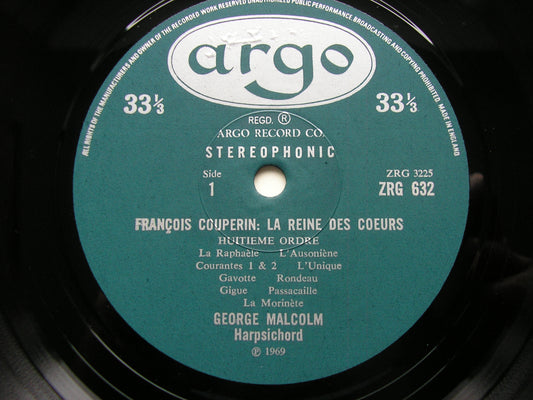 ALL RIGHTS OF THE MANUFACTURERS AND OWNER OF THE RECORDED WORK RESERVED. UNAUTHORISED PUBLIC PERFORMANCE, BROADCASTING AND COPYING PROHIBITED. MADE IN ENGLAND
argo
33⅓ 33⅓
REGD. ®
ARGO RECORD CO.
STEREOPHONIC
Side ZRG 3225
1 ZRG 632
FRANÇOIS COUPERIN: LA REINE DES COEURS
HUITIEME ORDRE
La Raphaèle L'Ausoniène
Courantes 1 & 2 L'Unique
Gavotte Rondeau
Gigue Passacaille
La Morinète
GEORGE MALCOLM
Harpsichord
℗ 1969